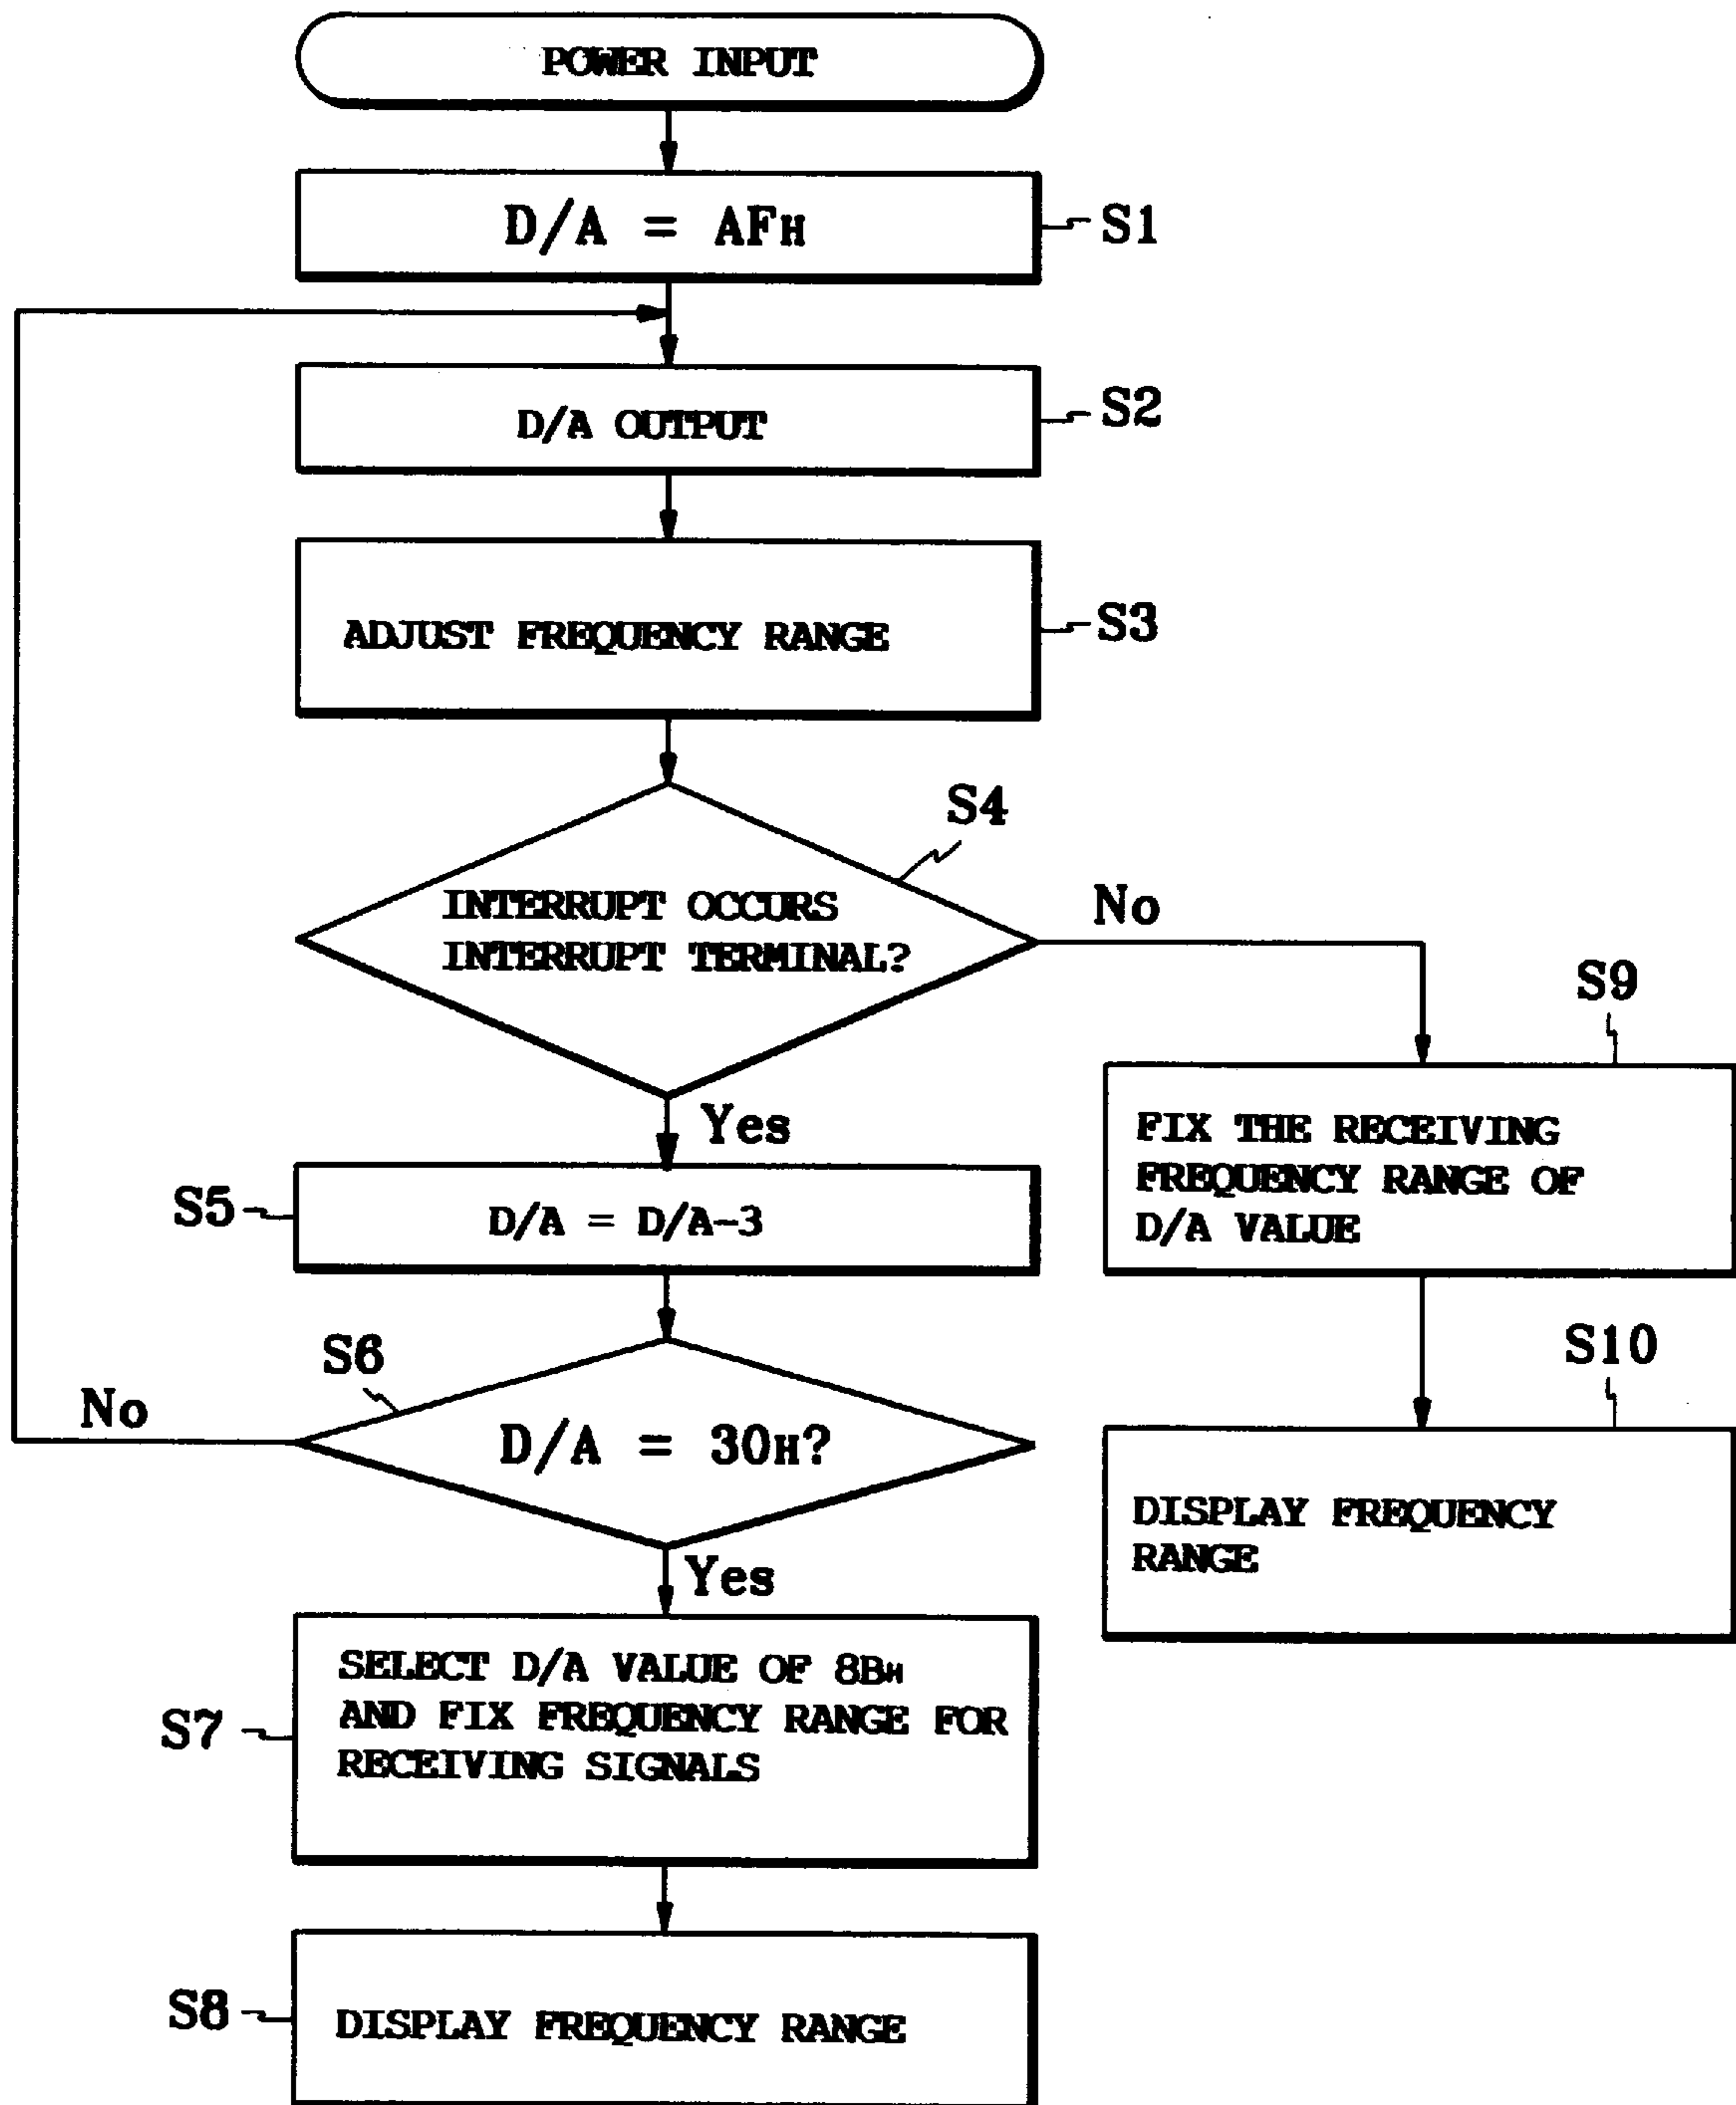 POWER INPUT
D/A = AFH
S1
D/A OUTPUT
S2
ADJUST FREQUENCY RANGE
S3
S4
INTERRUPT OCCURS
INTERRUPT TERMINAL?
No
Yes
S9
FIX THE RECEIVING
FREQUENCY RANGE OF
D/A VALUE
S5
D/A = D/A-3
S10
DISPLAY FREQUENCY
RANGE
S6
No
D/A = 30H?
Yes
S7
SELECT D/A VALUE OF 8BH
AND FIX FREQUENCY RANGE FOR
RECEIVING SIGNALS
S8
DISPLAY FREQUENCY RANGE